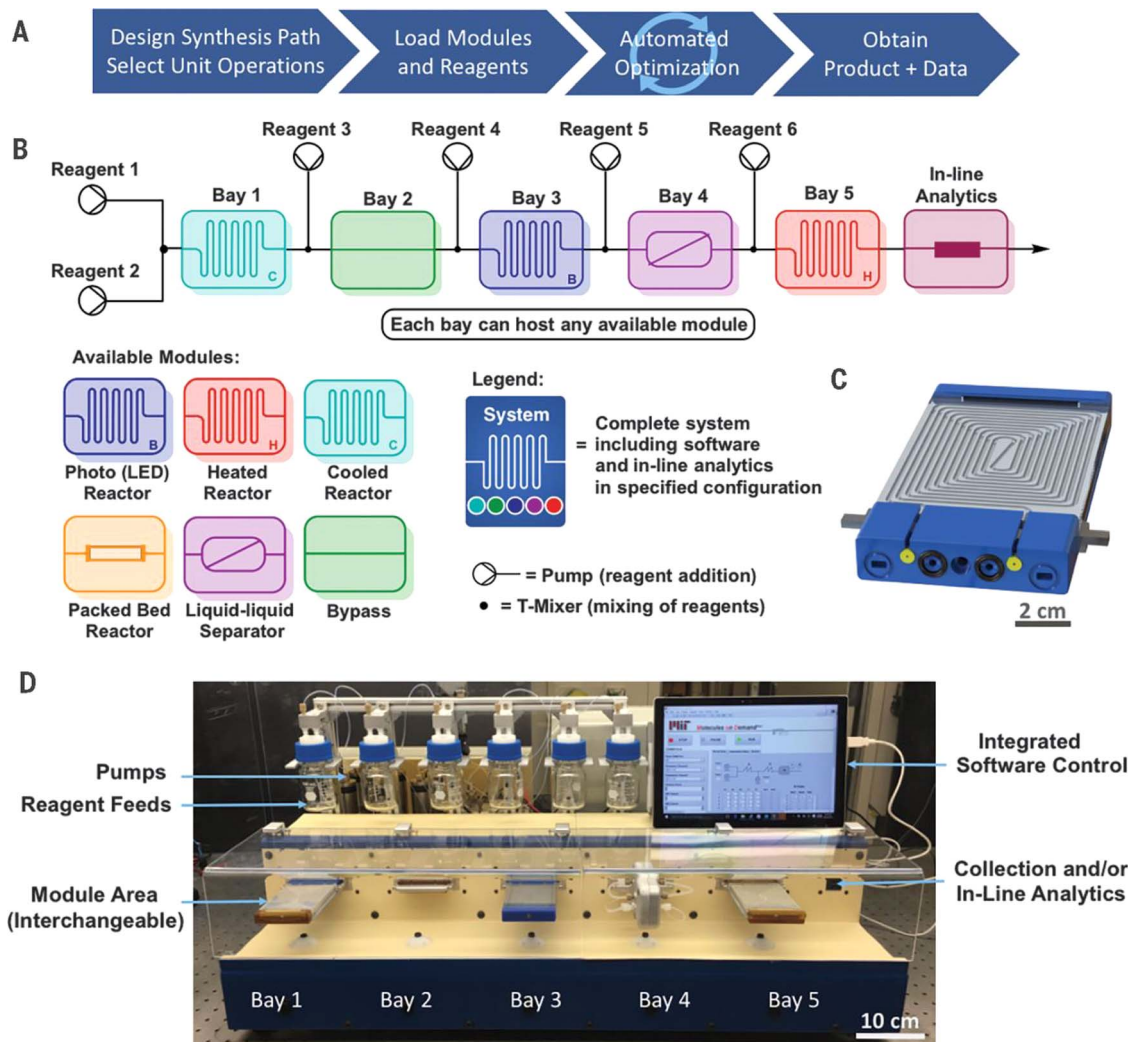 A
Design Synthesis Path
Select Unit Operations
Load Modules
and Reagents
Automated
Optimization
Obtain
Product + Data
B
Reagent 1
Reagent 2
Reagent 3
Reagent 4
Reagent 5
Reagent 6
Bay 1
C
Bay 2
Bay 3
B
Bay 4
Bay 5
H
In-line
Analytics
Each bay can host any available module
Available Modules:
B
Photo (LED)
Reactor
H
Heated
Reactor
C
Cooled
Reactor
Packed Bed
Reactor
Liquid-liquid
Separator
Bypass
Legend:
System
= Complete system
including software
and in-line analytics
in specified configuration
= Pump (reagent addition)
= T-Mixer (mixing of reagents)
C
2 cm
D
Pumps
Reagent Feeds
Module Area
(Interchangeable)
Integrated
Software Control
Collection and/or
In-Line Analytics
Bay 1
Bay 2
Bay 3
Bay 4
Bay 5
10 cm